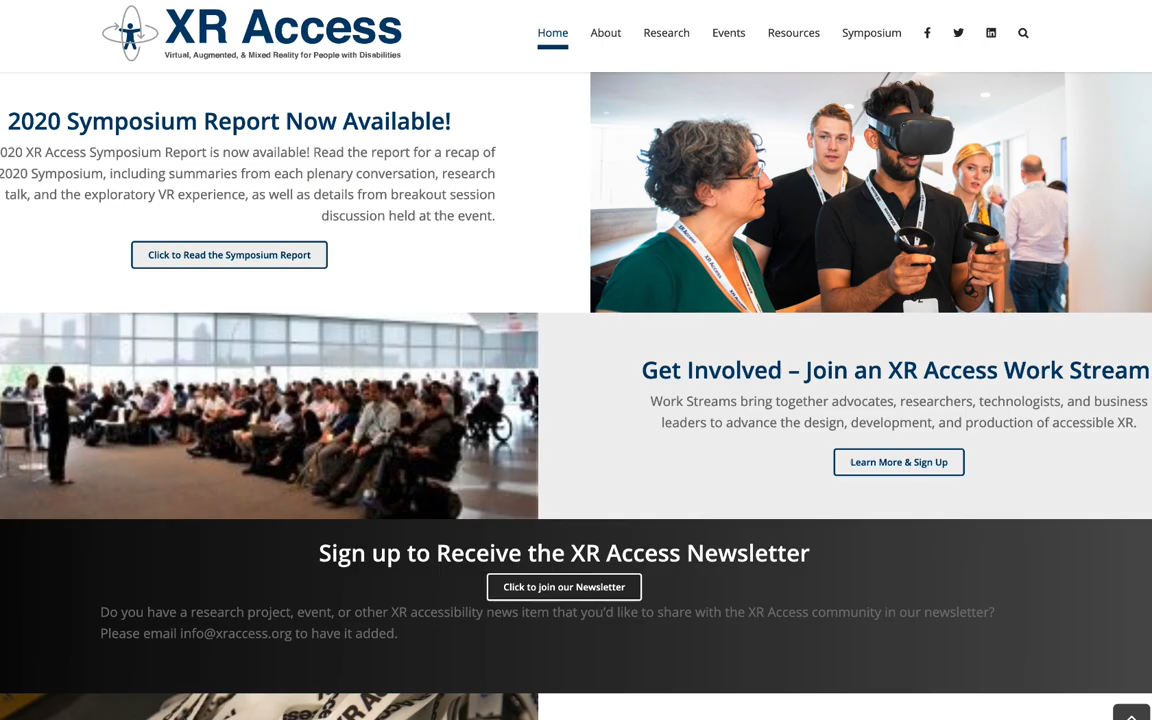 XR Access
Virtual, Augmented, & Mixed Reality for People with Disabilities
Home About Research Events Resources Symposium
2020 Symposium Report Now Available!
020 XR Access Symposium Report is now available! Read the report for a recap of
2020 Symposium, including summaries from each plenary conversation, research
talk, and the exploratory VR experience, as well as details from breakout session
discussion held at the event.
Click to Read the Symposium Report
XR Access
XR Access
Get Involved – Join an XR Access Work Stream
Work Streams bring together advocates, researchers, technologists, and business
leaders to advance the design, development, and production of accessible XR.
Learn More & Sign Up
Sign up to Receive the XR Access Newsletter
Click to join our Newsletter
Do you have a research project, event, or other XR accessibility news item that you’d like to share with the XR Access community in our newsletter?
Please email info@xraccess.org to have it added.